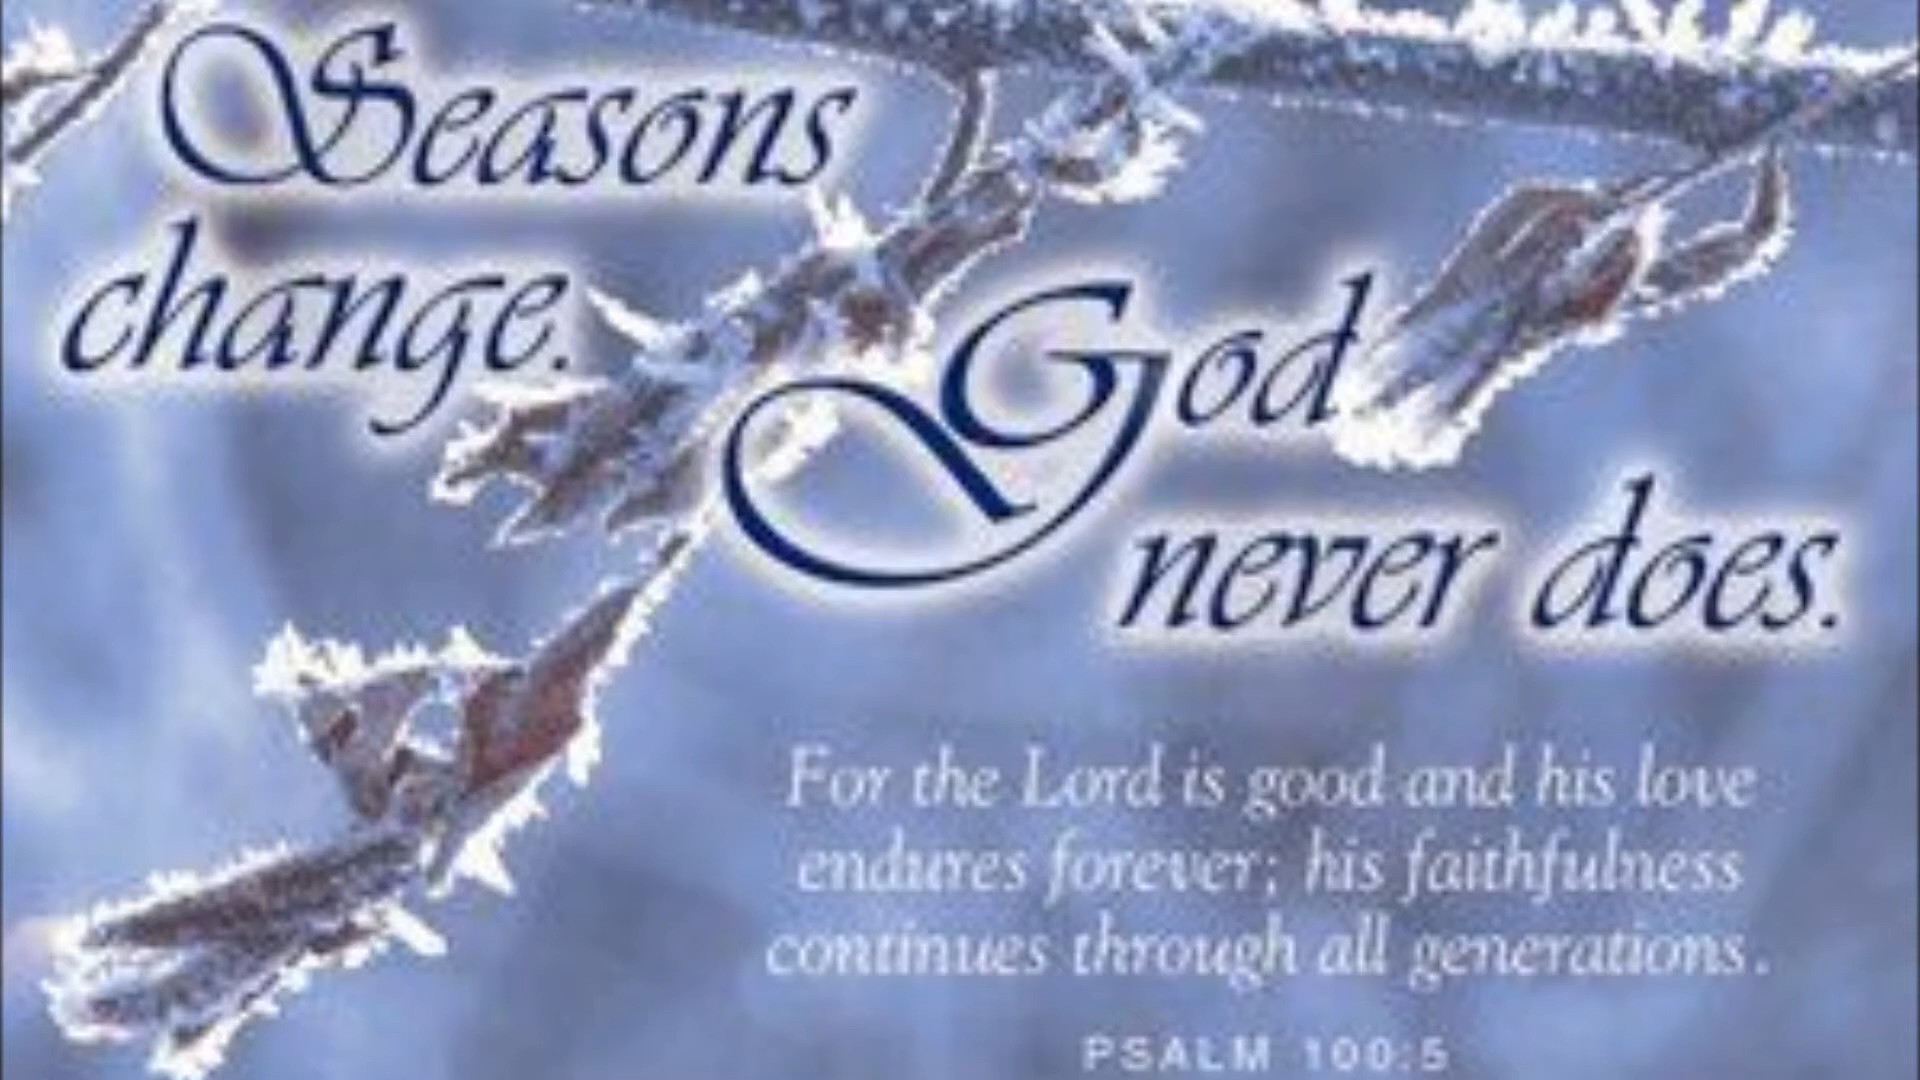 Seasons
change.
God
never does.
For the Lord is good and his love
endures forever; his faithfulness
continues through all generations.
PSALM 100:5